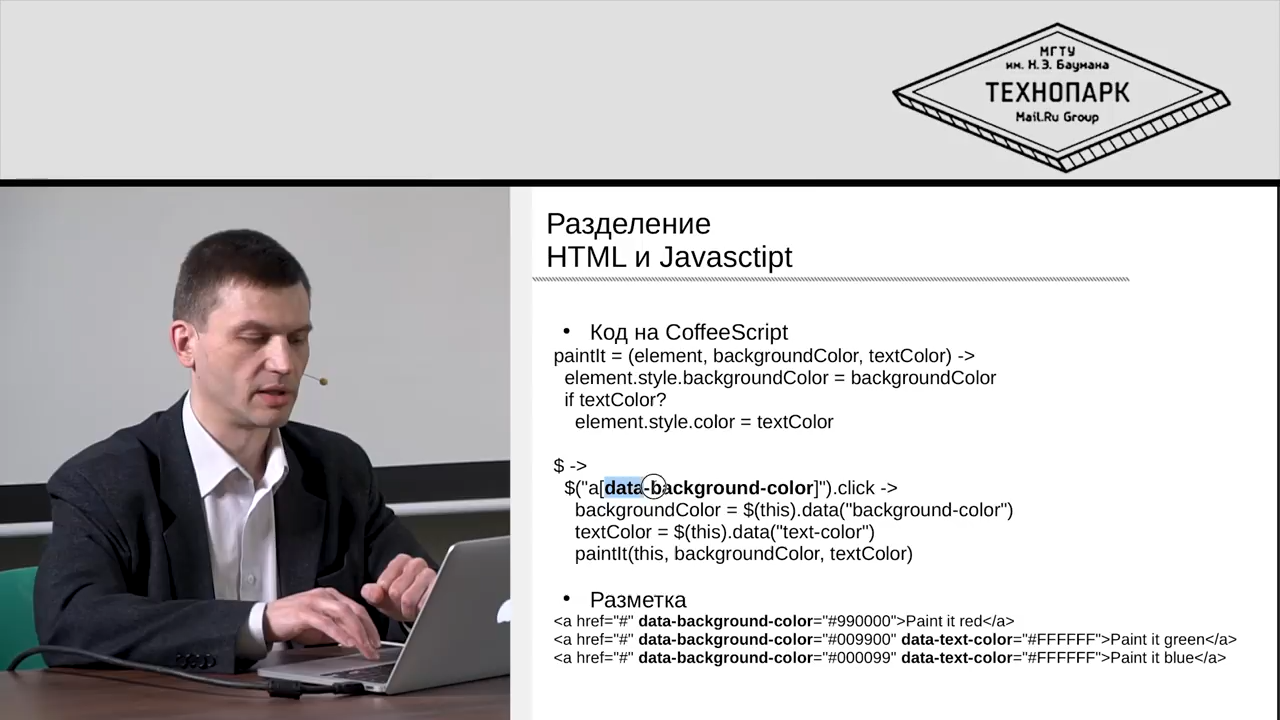 МГТУ
им. Н.Э. Баумана
ТЕХНОПАРК
Mail.Ru Group
Разделение
HTML и Javasctipt
• Код на CoffeeScript
paintIt = (element, backgroundColor, textColor) ->
element.style.backgroundColor = backgroundColor
if textColor?
element.style.color = textColor
$ ->
$("a[data-background-color]").click ->
backgroundColor = $(this).data("background-color")
textColor = $(this).data("text-color")
paintIt(this, backgroundColor, textColor)
• Разметка
<a href="#" data-background-color="#990000">Paint it red</a>
<a href="#" data-background-color="#009900" data-text-color="#FFFFFF">Paint it green</a>
<a href="#" data-background-color="#000099" data-text-color="#FFFFFF">Paint it blue</a>